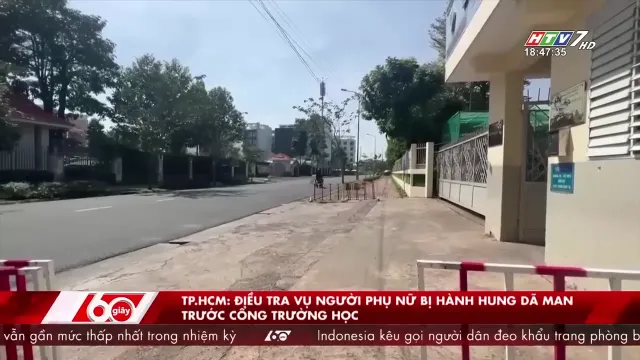 HTV7 HD
18:47:35
60 giây
TP.HCM: ĐIỀU TRA VỤ NGƯỜI PHỤ NỮ BỊ HÀNH HUNG DÃ MAN
TRƯỚC CỔNG TRƯỜNG HỌC
vẫn gần mức thấp nhất trong nhiệm kỳ Indonesia kêu gọi người dân đeo khẩu trang phòng b